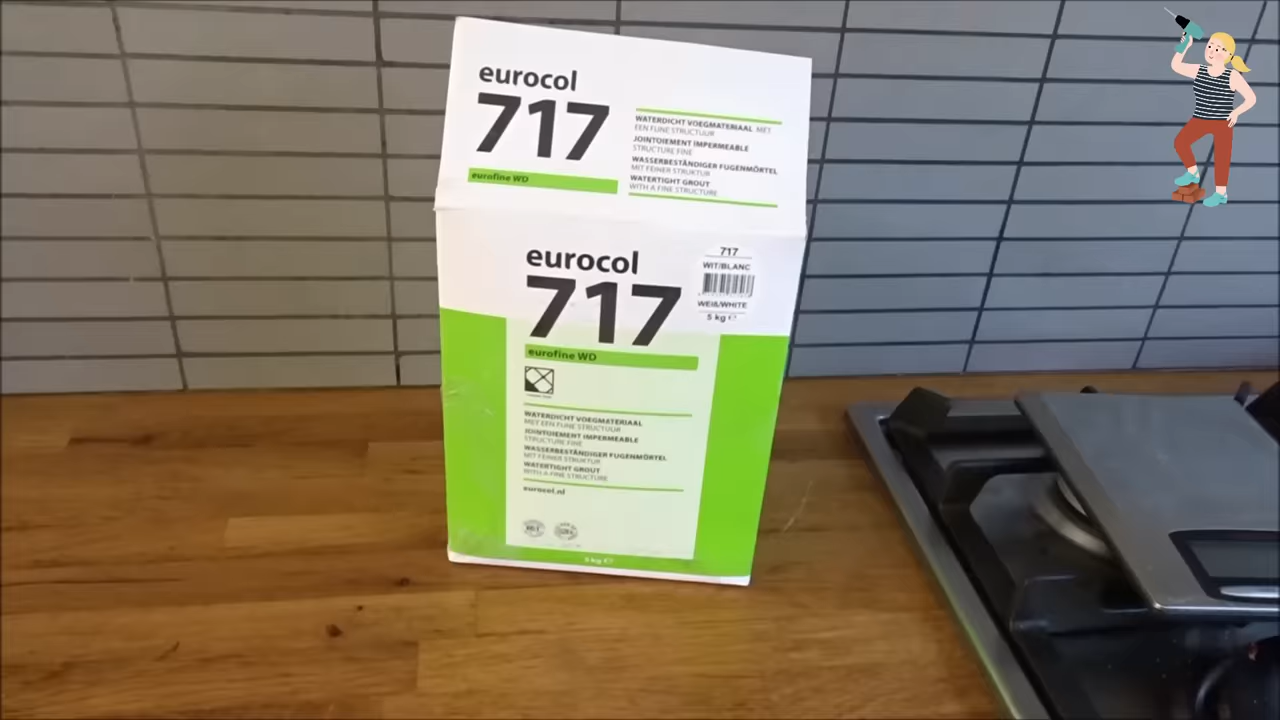 eurocol
717
eurofine WD
WATERDICHT VOEGMATERIAAL MET
EEN FIJNE STRUCTUUR
JOINTOIEMENT IMPERMEABLE
STRUCTURE FINE
WASSERBESTÄNDIGER FUGENMÖRTEL
MIT FEINER STRUKTUR
WATERTIGHT GROUT
WITH A FINE STRUCTURE
eurocol
717
eurofine WD
717
WIT/BLANC
WEIß/WHITE
5 kg e
WATERDICHT VOEGMATERIAAL
MET EEN FIJNE STRUCTUUR
JOINTOIEMENT IMPERMEABLE
STRUCTURE FINE
WASSERBESTÄNDIGER FUGENMÖRTEL
MIT FEINER STRUKTUR
WATERTIGHT GROUT
WITH A FINE STRUCTURE
eurocol.nl
5 kg e